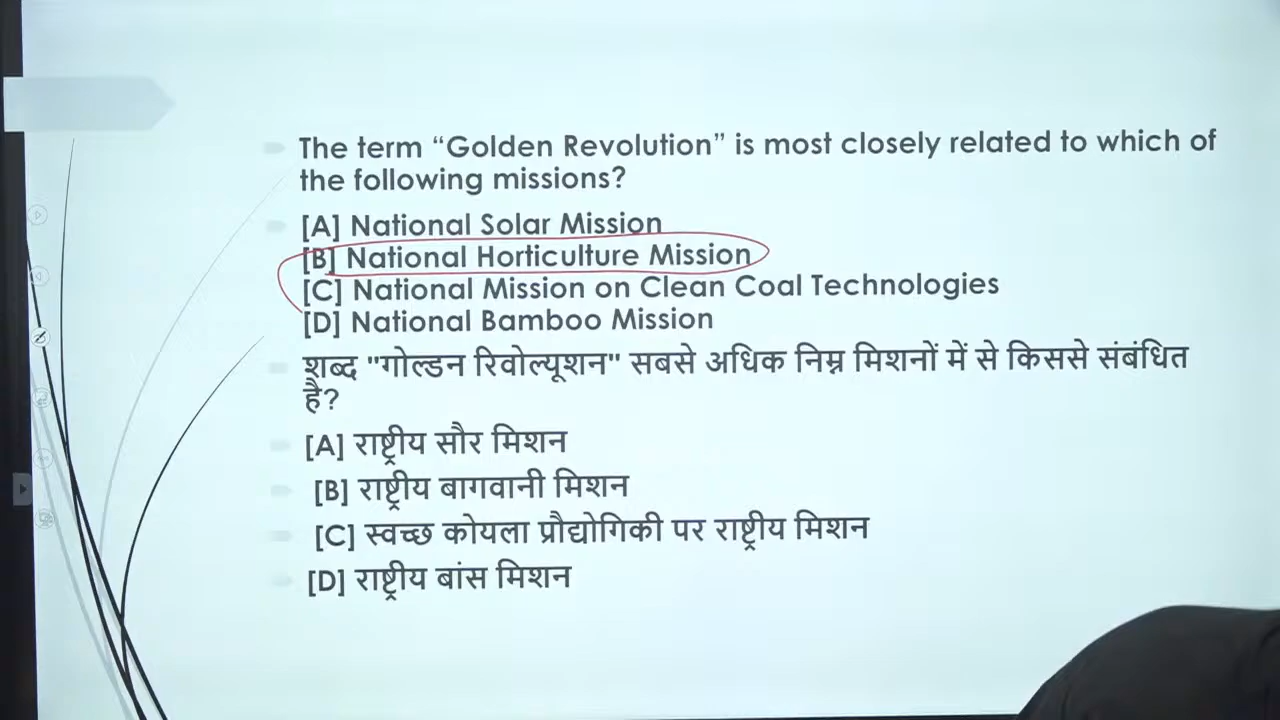 The term “Golden Revolution” is most closely related to which of
the following missions?
[A] National Solar Mission
[B] National Horticulture Mission
[C] National Mission on Clean Coal Technologies
[D] National Bamboo Mission
शब्द "गोल्डन रिवोल्यूशन" सबसे अधिक निम्न मिशनों में से किससे संबंधित
है?
[A] राष्ट्रीय सौर मिशन
[B] राष्ट्रीय बागवानी मिशन
[C] स्वच्छ कोयला प्रौद्योगिकी पर राष्ट्रीय मिशन
[D] राष्ट्रीय बांस मिशन